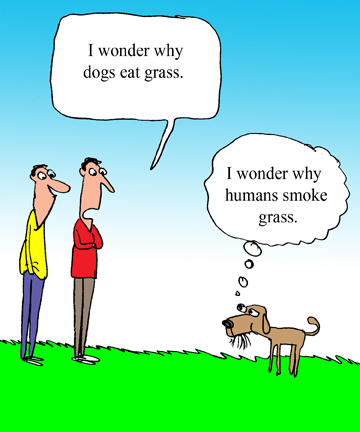 I wonder why
dogs eat grass.
I wonder why
humans smoke
grass.